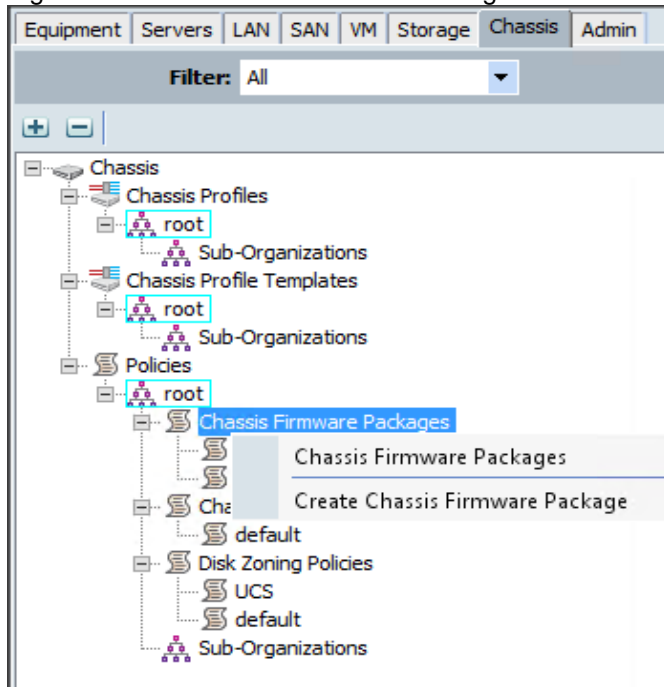 Equipment Servers LAN SAN VM Storage Chassis Admin
Filter: All
Chassis
Chassis Profiles
root
Sub-Organizations
Chassis Profile Templates
root
Sub-Organizations
Policies
root
Chassis Firmware Packages
Chassis Firmware Packages
Create Chassis Firmware Package
Cha
default
Disk Zoning Policies
UCS
default
Sub-Organizations